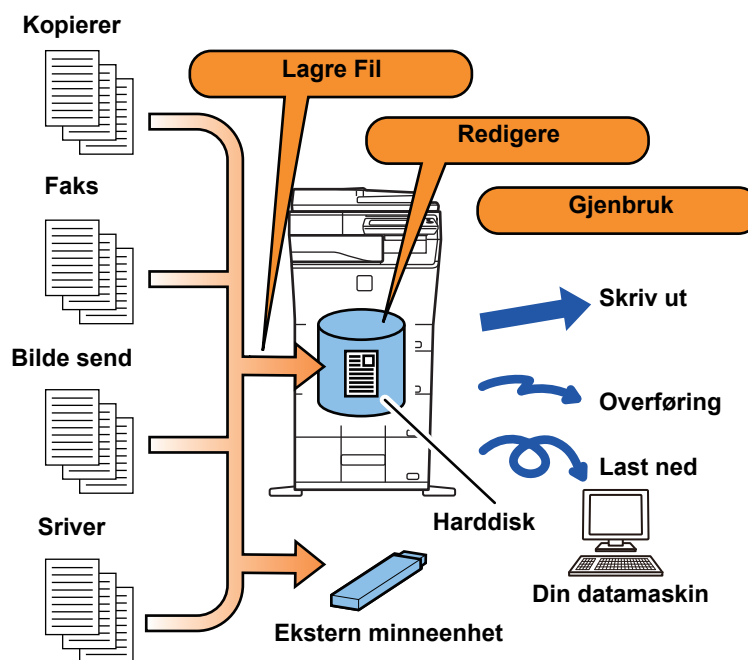 Kopierer
Lagre Fil
Redigere
Faks
Gjenbruk
Skriv ut
Bilde send
Overføring
Last ned
Sriver
Harddisk
Din datamaskin
Ekstern minneenhet